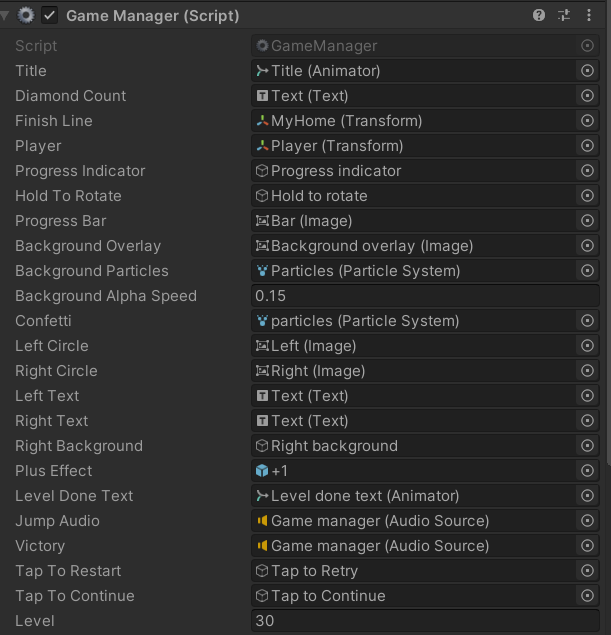 Game Manager (Script)
Script GameManager
Title Title (Animator)
Diamond Count Text (Text)
Finish Line MyHome (Transform)
Player Player (Transform)
Progress Indicator Progress indicator
Hold To Rotate Hold to rotate
Progress Bar Bar (Image)
Background Overlay Background overlay (Image)
Background Particles Particles (Particle System)
Background Alpha Speed 0.15
Confetti particles (Particle System)
Left Circle Left (Image)
Right Circle Right (Image)
Left Text Text (Text)
Right Text Text (Text)
Right Background Right background
Plus Effect +1
Level Done Text Level done text (Animator)
Jump Audio Game manager (Audio Source)
Victory Game manager (Audio Source)
Tap To Restart Tap to Retry
Tap To Continue Tap to Continue
Level 30